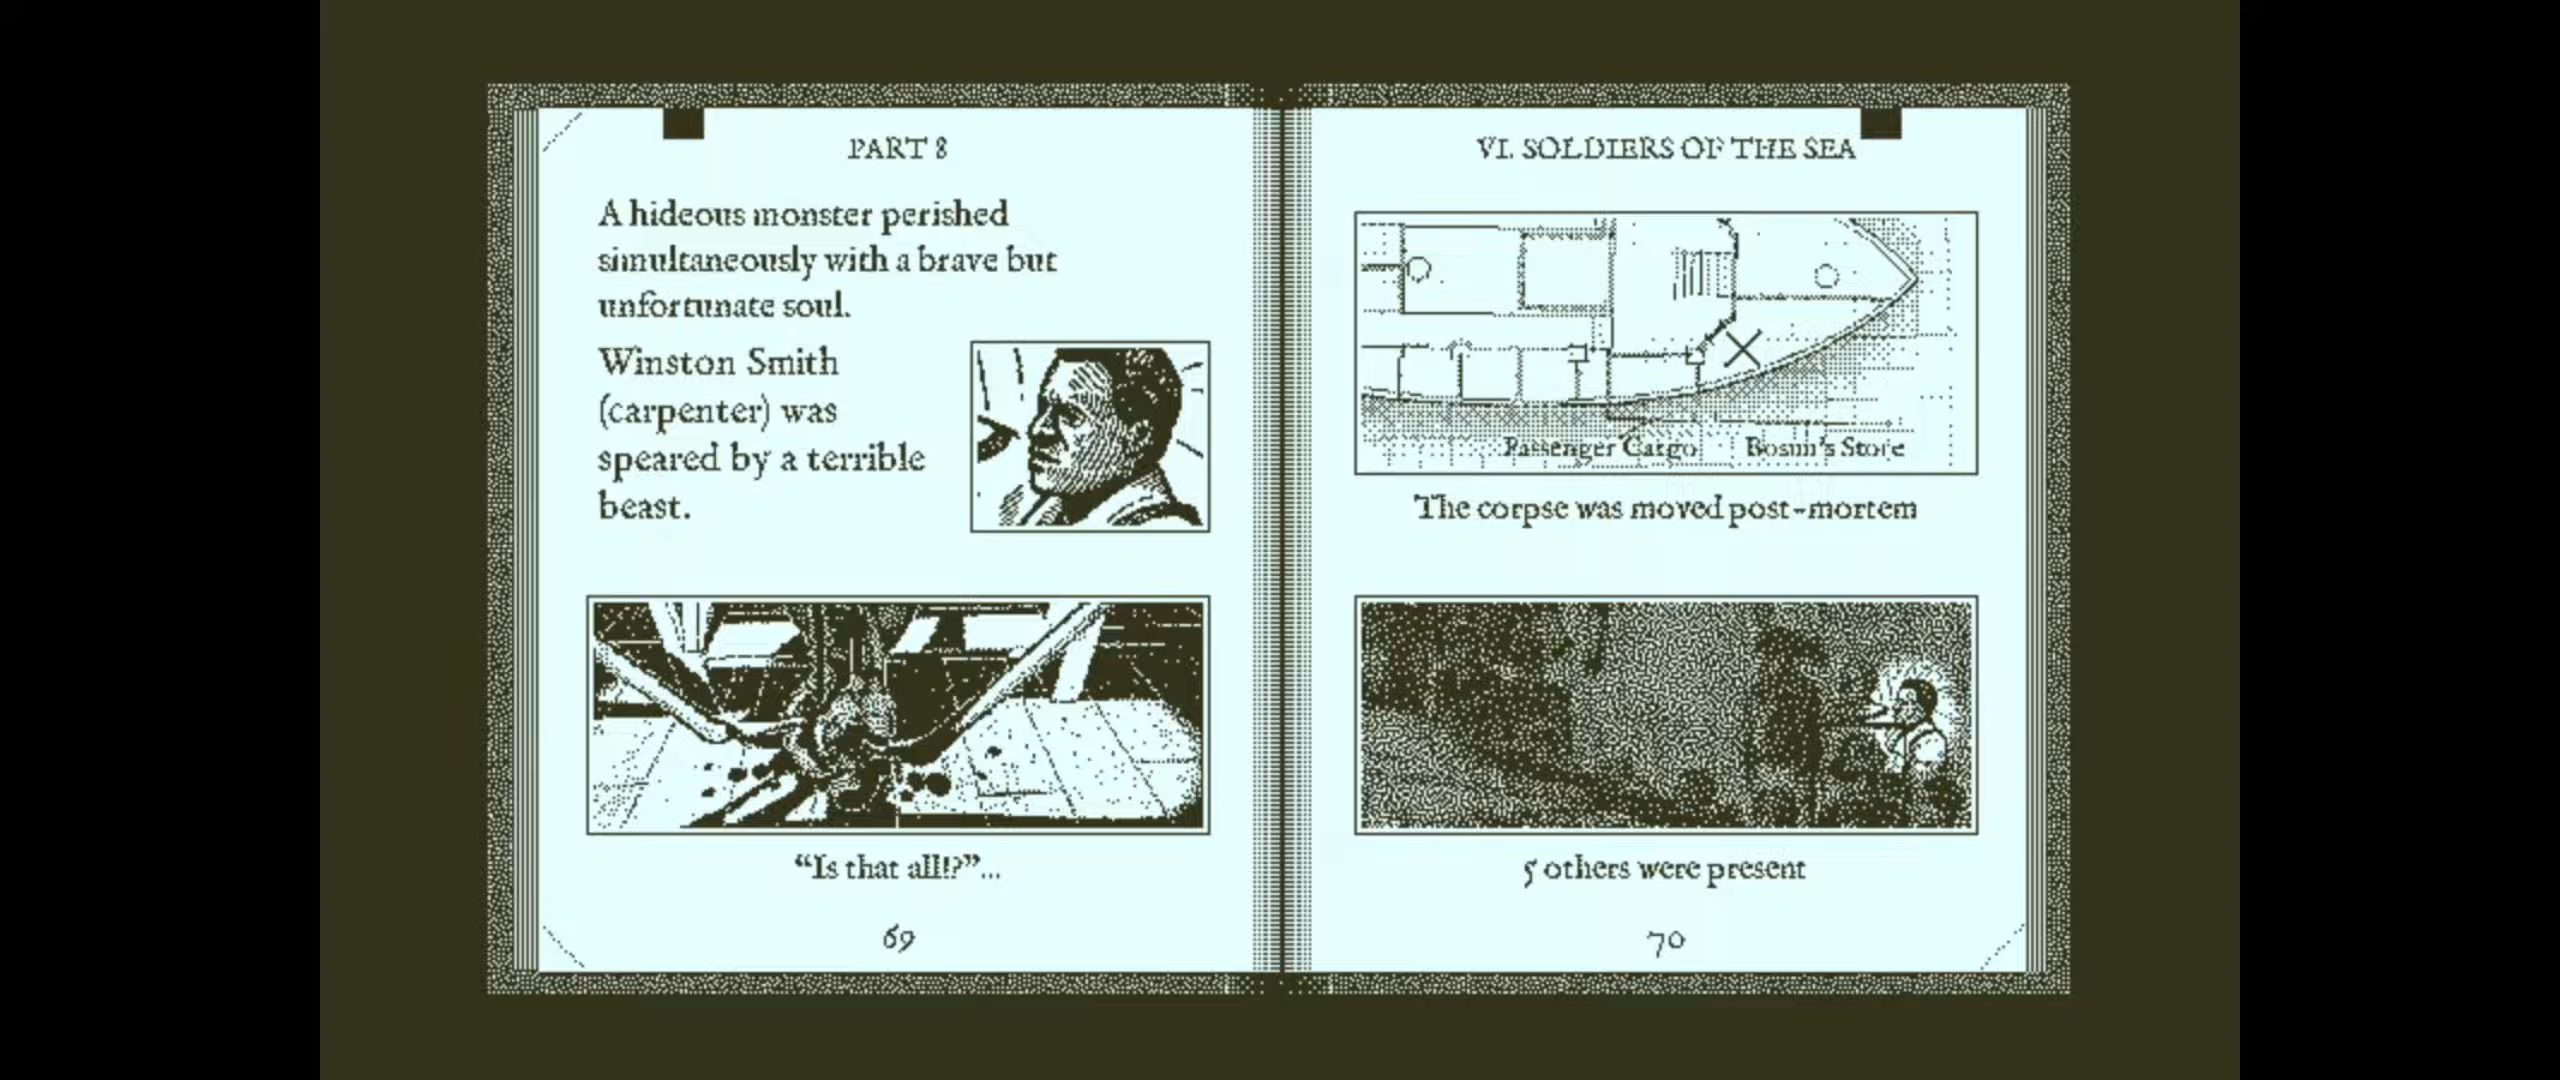 PART 8
A hideous monster perished
simultaneously with a brave but
unfortunate soul.
Winston Smith
(carpenter) was
speared by a terrible
beast.
“Is that all!?”...
69
VI. SOLDIERS OF THE SEA
Passenger Cargo
Bosun's Store
The corpse was moved post-mortem
5 others were present
70